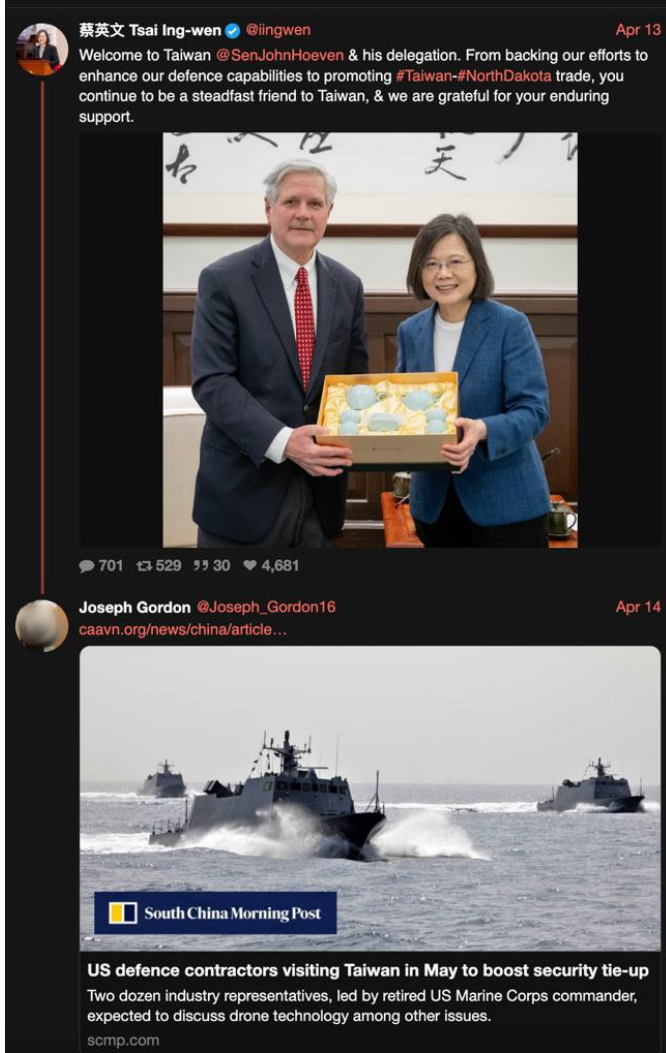 蔡英文 Tsai Ing-wen @iingwen Apr 13
Welcome to Taiwan @SenJohnHoeven & his delegation. From backing our efforts to
enhance our defence capabilities to promoting #Taiwan-#NorthDakota trade, you
continue to be a steadfast friend to Taiwan, & we are grateful for your enduring
support.
701 529 30 4,681
Joseph Gordon @Joseph_Gordon16 Apr 14
caavn.org/news/china/article…
South China Morning Post
US defence contractors visiting Taiwan in May to boost security tie-up
Two dozen industry representatives, led by retired US Marine Corps commander,
expected to discuss drone technology among other issues.
scmp.com